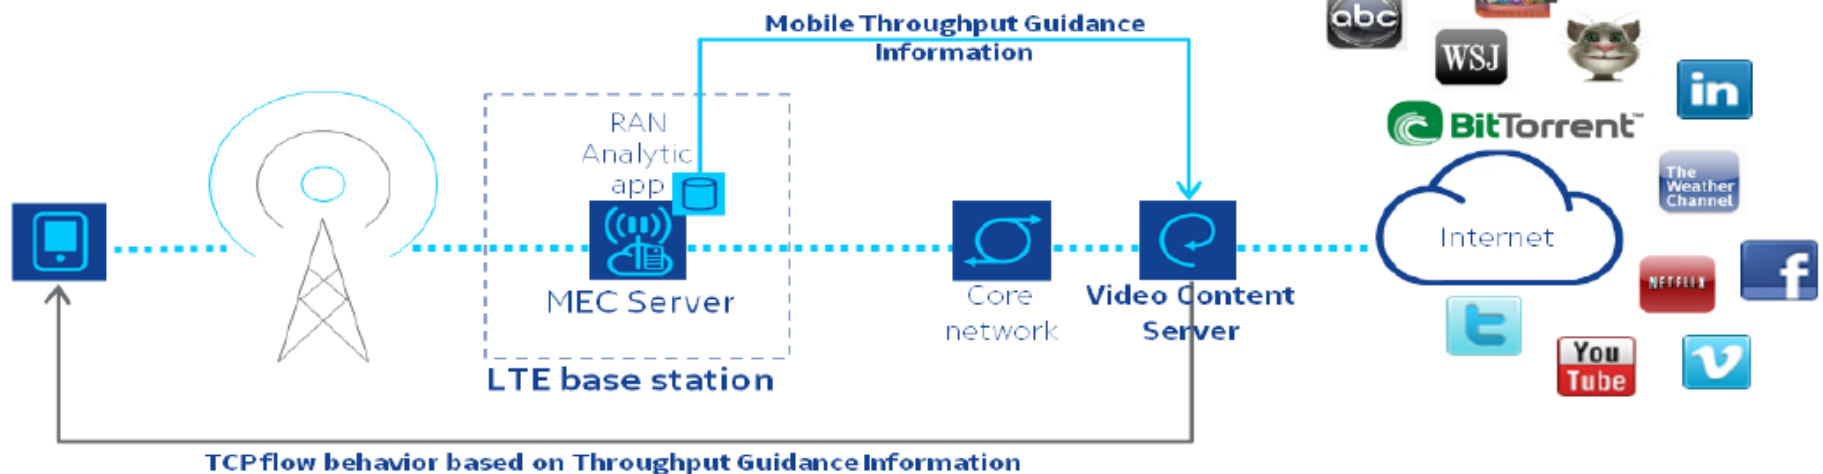 Mobile Throughput Guidance
Information
abc
WSJ
in
BitTorrent™
RAN
Analytic
app
The
Weather
Channel
Internet
MEC Server
Core
network
Video Content
Server
NETFLIX
f
t
You
Tube
v
LTE base station
TCP flow behavior based on Throughput Guidance Information